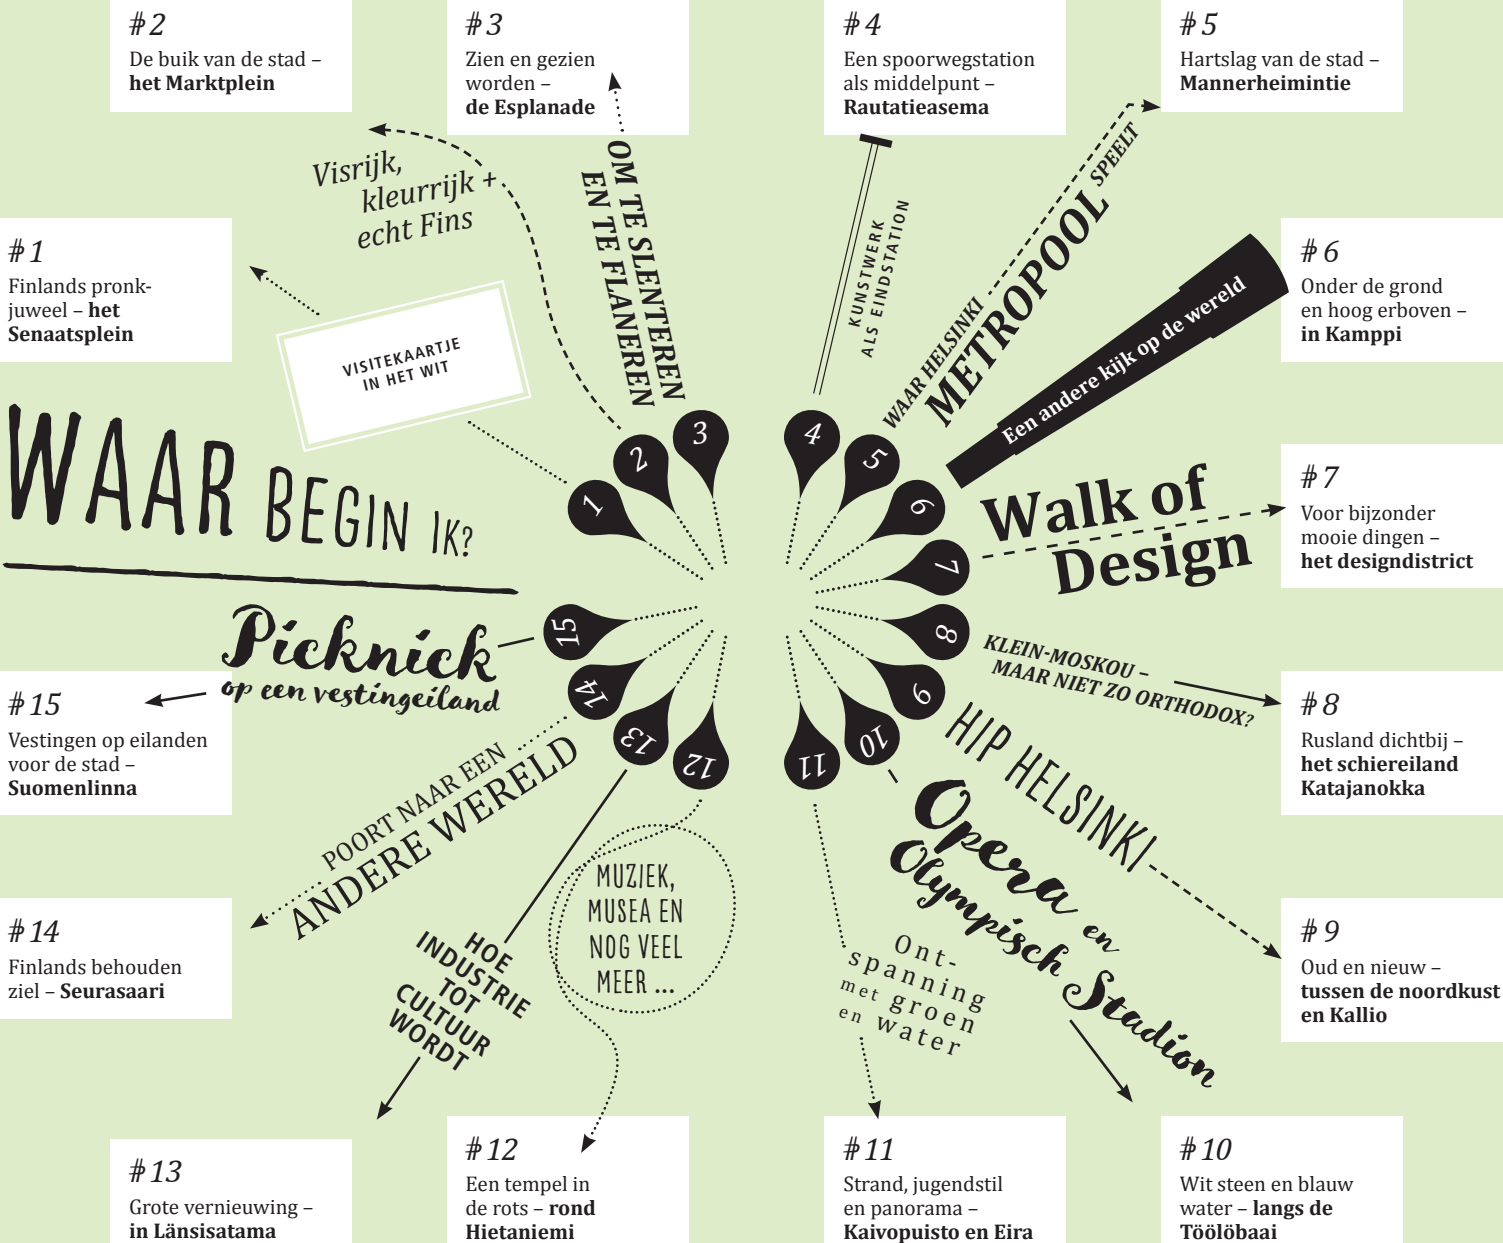 #2
De buik van de stad –
het Marktplein
#3
Zien en gezien
worden –
de Esplanade
#4
Een spoorwegstation
als middelpunt –
Rautatieasema
#5
Hartslag van de stad –
Mannerheimintie
Visrijk,
kleurrijk +
echt Fins
OM TE SLENTEREN
EN TE FLANEREN
KUNSTWERK
ALS EINDSTATION
WAAR HELSINKI
METROPOOL SPEELT
#1
Finlands pronk-
juweel – het
Senaatsplein
VISITEKAARTJE
IN HET WIT
Een andere kijk op de wereld
#6
Onder de grond
en hoog erboven –
in Kamppi
WAAR BEGIN IK?
1
2
3
4
5
6
7
8
9
10
11
12
13
14
15
Walk of
Design
#7
Voor bijzonder
mooie dingen –
het designdistrict
Picknick
op een vestingeiland
KLEIN-MOSKOU –
MAAR NIET ZO ORTHODOX?
#15
Vestingen op eilanden
voor de stad –
Suomenlinna
#8
Rusland dichtbij –
het schiereiland
Katajanokka
POORT NAAR EEN
ANDERE WERELD
HIP HELSINKI
Opera en
Olympisch Stadion
MUZIEK,
MUSEA EN
NOG VEEL
MEER ...
#14
Finlands behouden
ziel – Seurasaari
HOE
INDUSTRIE
TOT
CULTUUR
WORDT
Ont-
spanning
met groen
en water
#9
Oud en nieuw –
tussen de noordkust
en Kallio
#13
Grote vernieuwing –
in Länsisatama
#12
Een tempel in
de rots – rond
Hietaniemi
#11
Strand, jugendstil
en panorama –
Kaivopuisto en Eira
#10
Wit steen en blauw
water – langs de
Töölöbaai